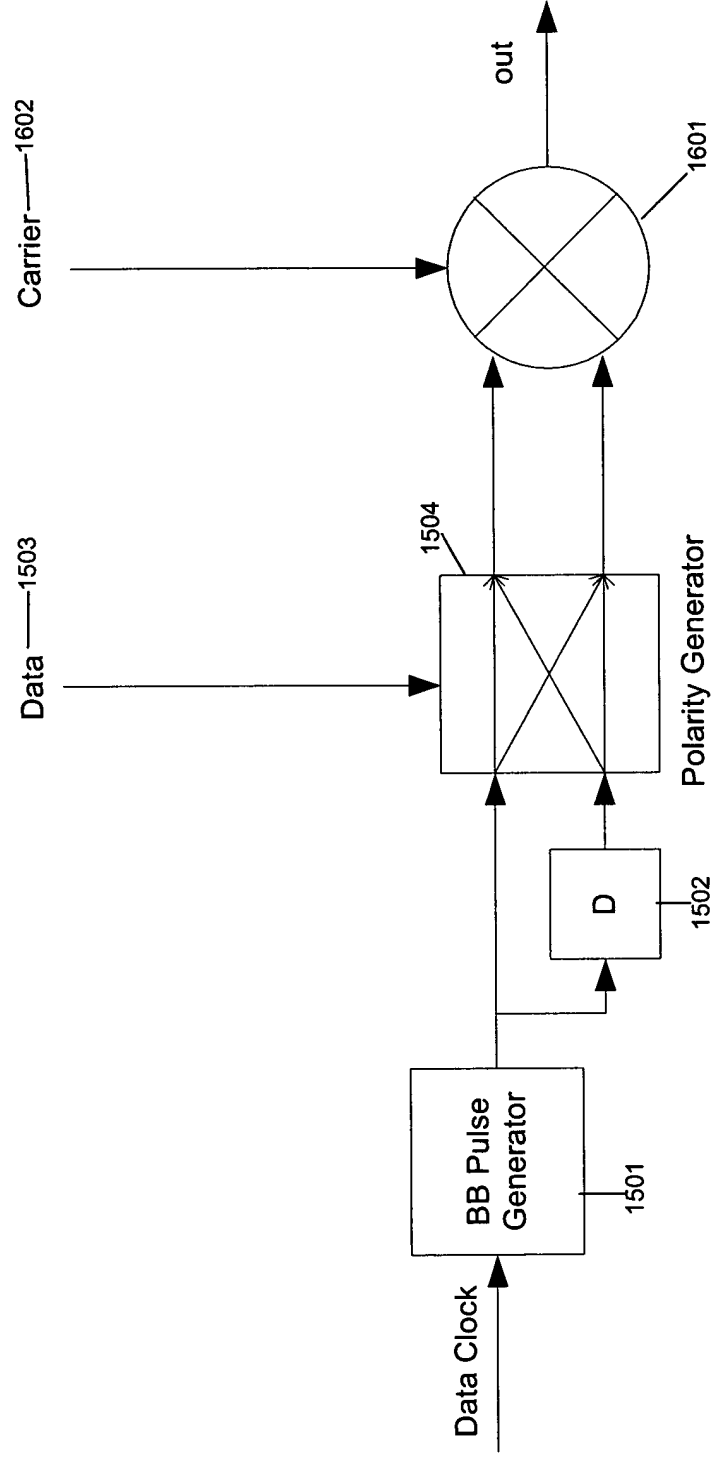 Data Clock
BB Pulse
Generator
1501
D
1502
Data
1503
1504
Polarity Generator
Carrier
1602
1601
out